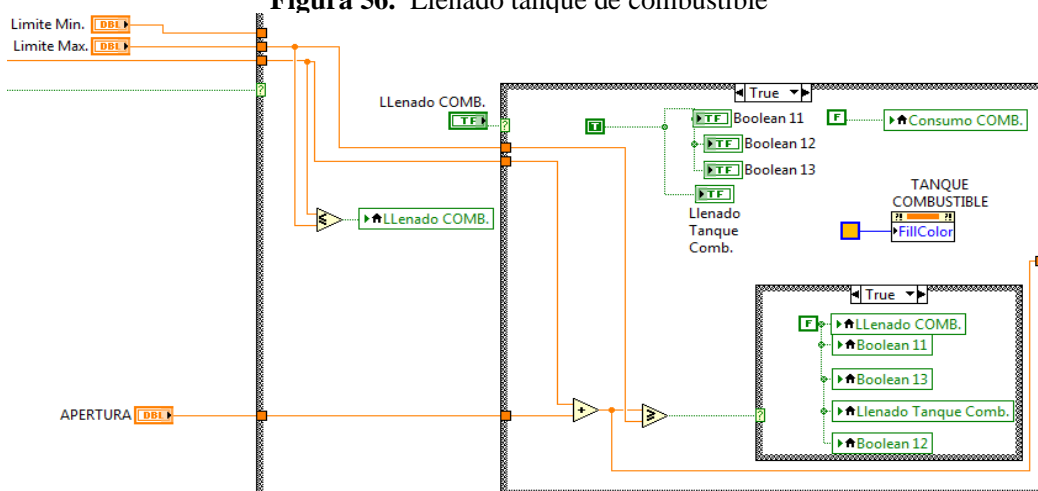 Figura 56. Llenado tanque de combustible
Limite Min. DBL
Limite Max. DBL
?
LLenado COMB.
TF
?
True
T
TF Boolean 11
TF Boolean 12
TF Boolean 13
TF
Llenado
Tanque
Comb.
F
Consumo COMB.
TANQUE
COMBUSTIBLE
?!
?!
FillColor
≤
LLenado COMB.
True
F
LLenado COMB.
Boolean 11
Boolean 13
Llenado Tanque Comb.
Boolean 12
?
APERTURA DBL
+
≥